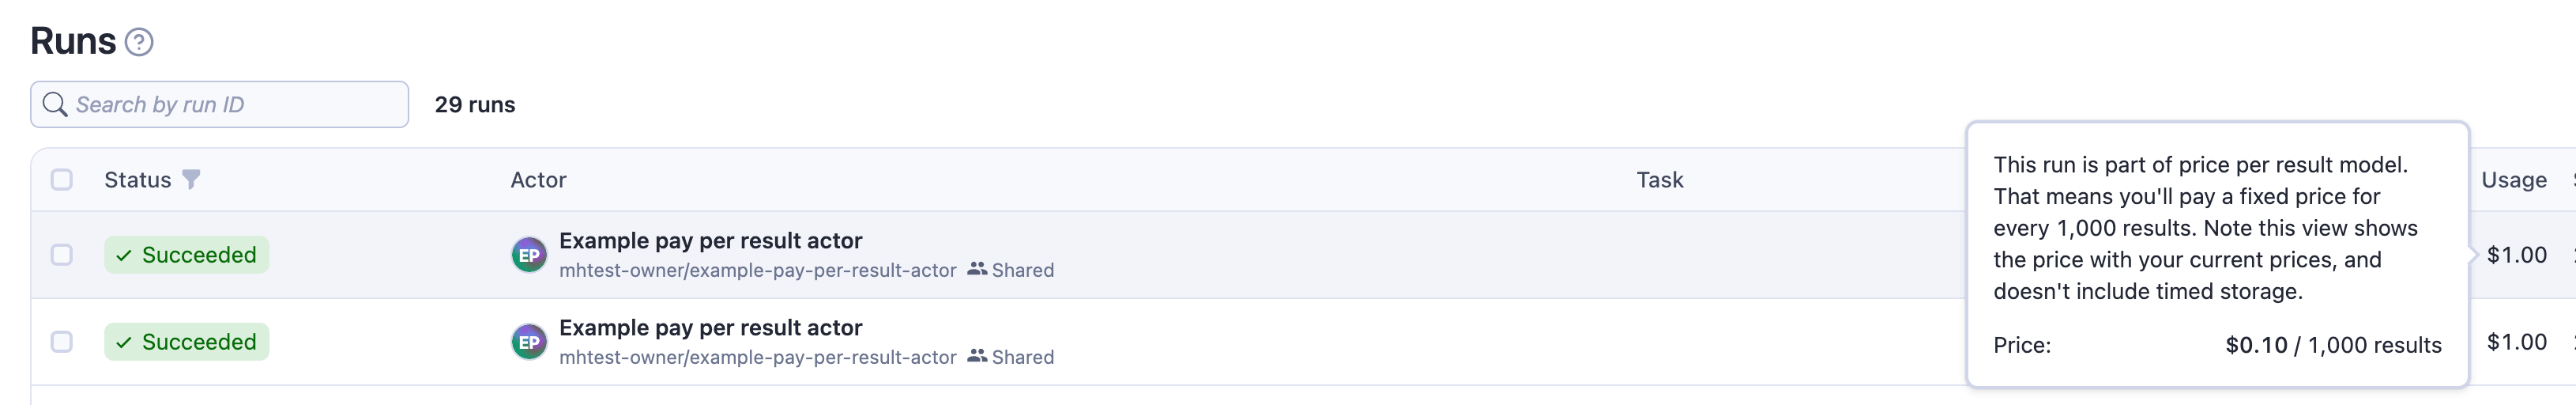 Runs ?
Search by run ID
29 runs
Status
Actor
Task
Usage
EP
Example pay per result actor
mhtest-owner/example-pay-per-result-actor Shared
Succeeded
$1.00
EP
Example pay per result actor
mhtest-owner/example-pay-per-result-actor Shared
Succeeded
$1.00
This run is part of price per result model.
That means you'll pay a fixed price for
every 1,000 results. Note this view shows
the price with your current prices, and
doesn't include timed storage.
Price: $0.10 / 1,000 results